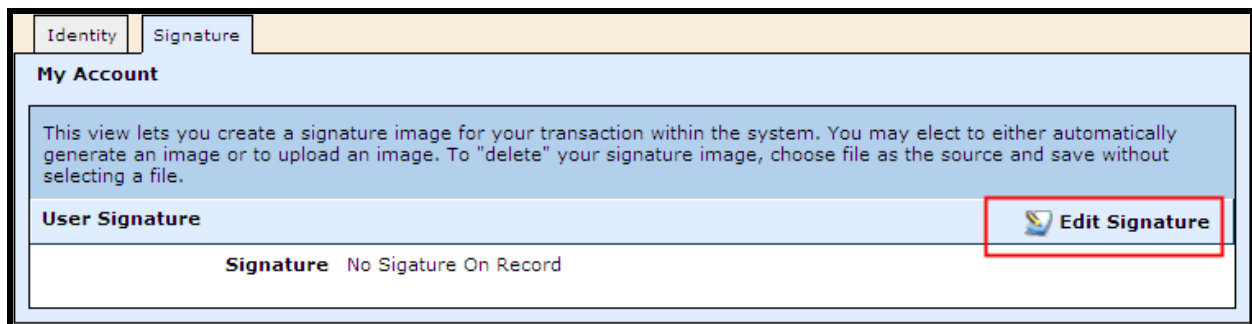 Identity Signature
My Account
This view lets you create a signature image for your transaction within the system. You may elect to either automatically
generate an image or to upload an image. To "delete" your signature image, choose file as the source and save without
selecting a file.
User Signature Edit Signature
Signature No Sigature On Record